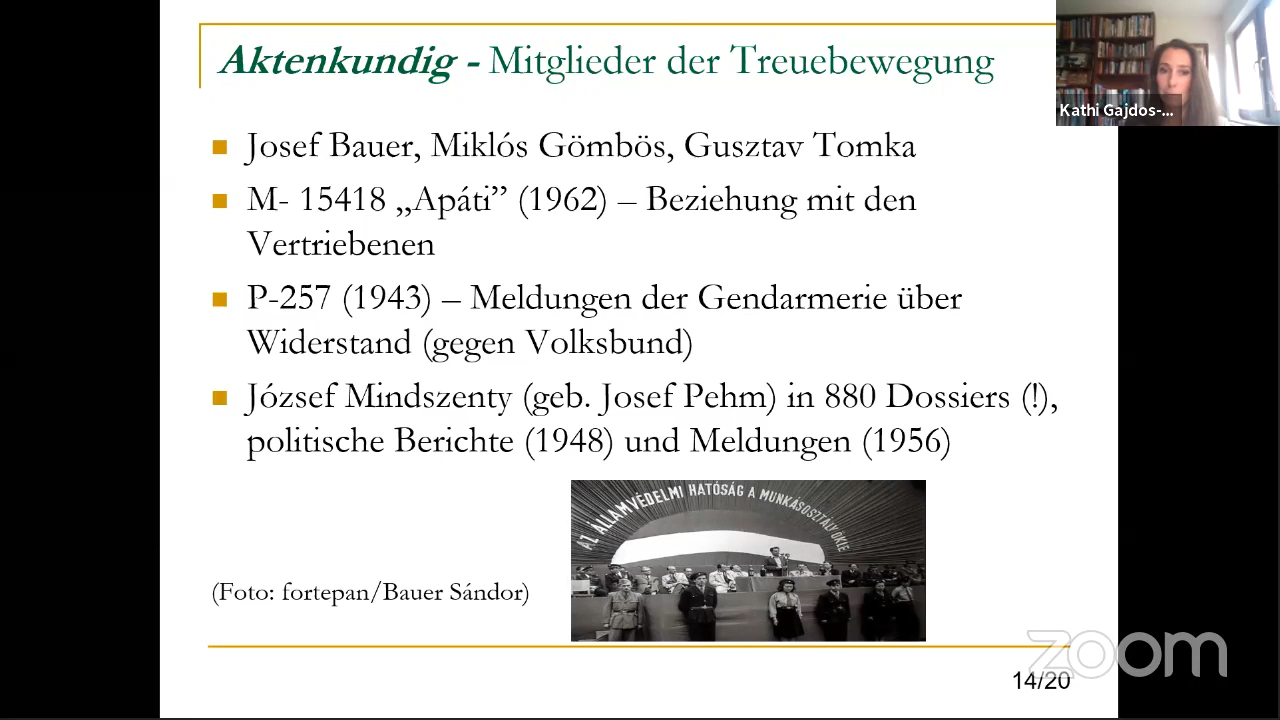 Aktenkundig - Mitglieder der Treuebewegung
Kathi Gajdos-...
Josef Bauer, Miklós Gömbös, Gusztav Tomka
M- 15418 „Apáti” (1962) – Beziehung mit den
Vertriebenen
P-257 (1943) – Meldungen der Gendarmerie über
Widerstand (gegen Volksbund)
József Mindszenty (geb. Josef Pehm) in 880 Dossiers (!),
politische Berichte (1948) und Meldungen (1956)
AZ ÁLLAMVÉDELMI HATÓSÁG A MUNKÁSOSZTÁLY ÖKLE
(Foto: fortepan/Bauer Sándor)
zoom
14/20